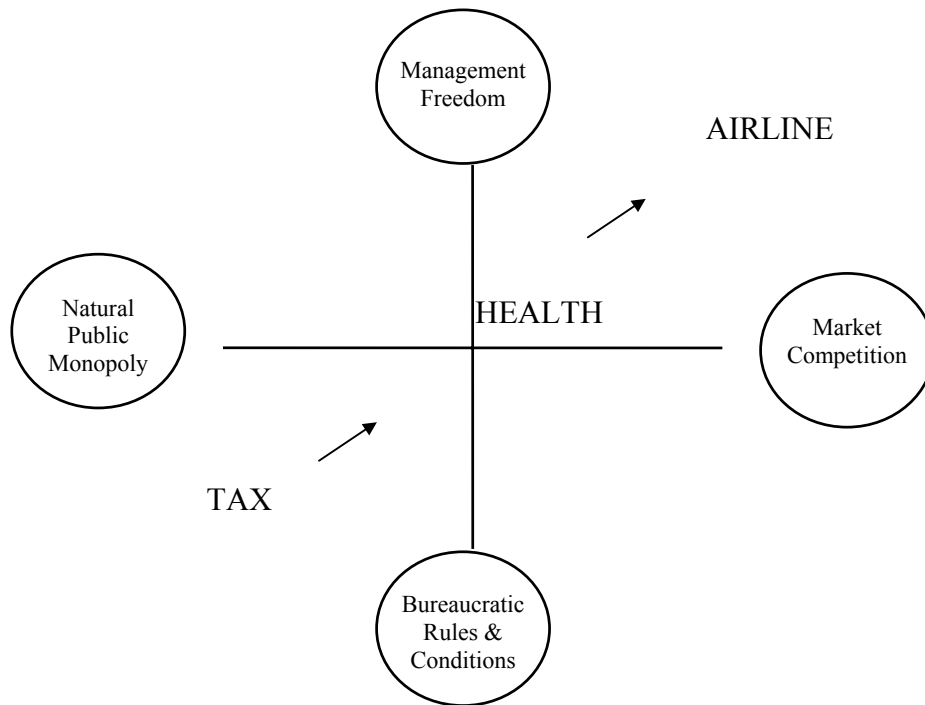 Management
Freedom
AIRLINE
Natural
Public
Monopoly
HEALTH
Market
Competition
TAX
Bureaucratic
Rules &
Conditions